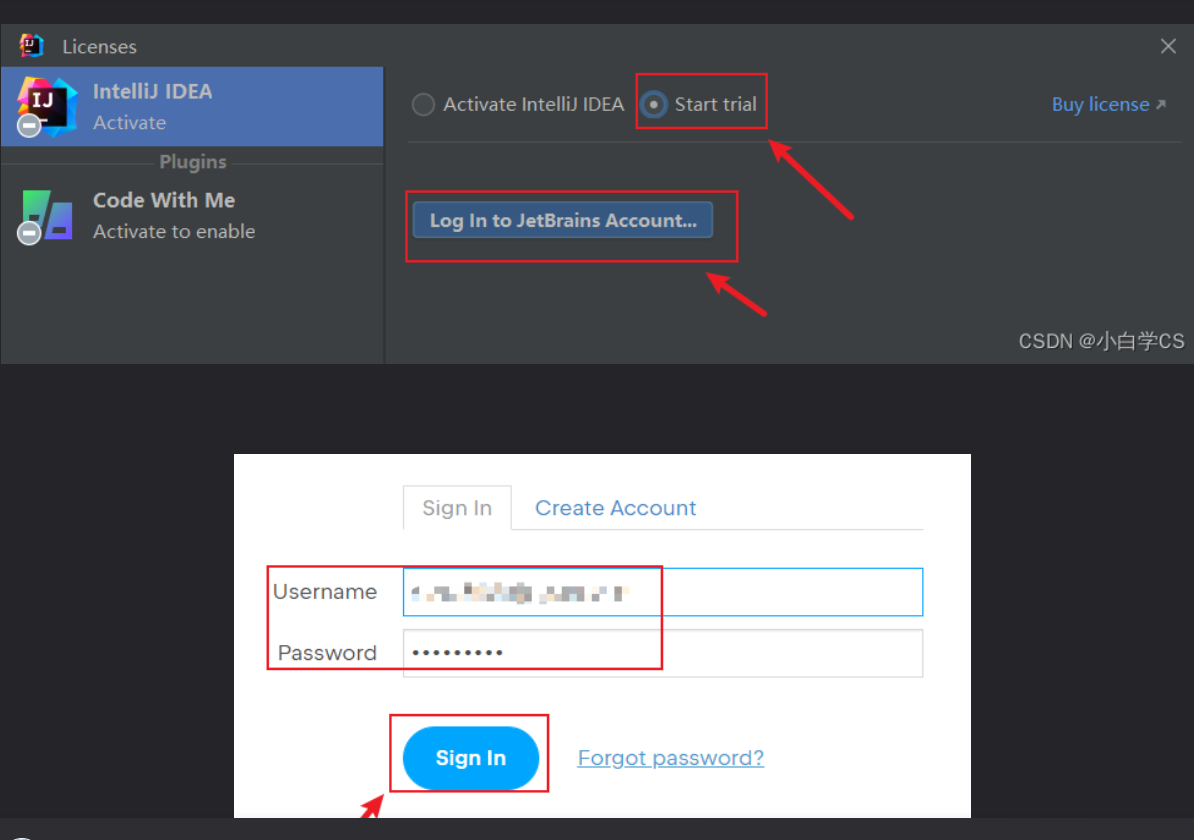 Licenses
IntelliJ IDEA
Activate
Plugins
Code With Me
Activate to enable
Activate IntelliJ IDEA
Start trial
Buy license
Log In to JetBrains Account...
CSDN @小白学CS
Sign In
Create Account
Username
Password
Sign In
Forgot password?